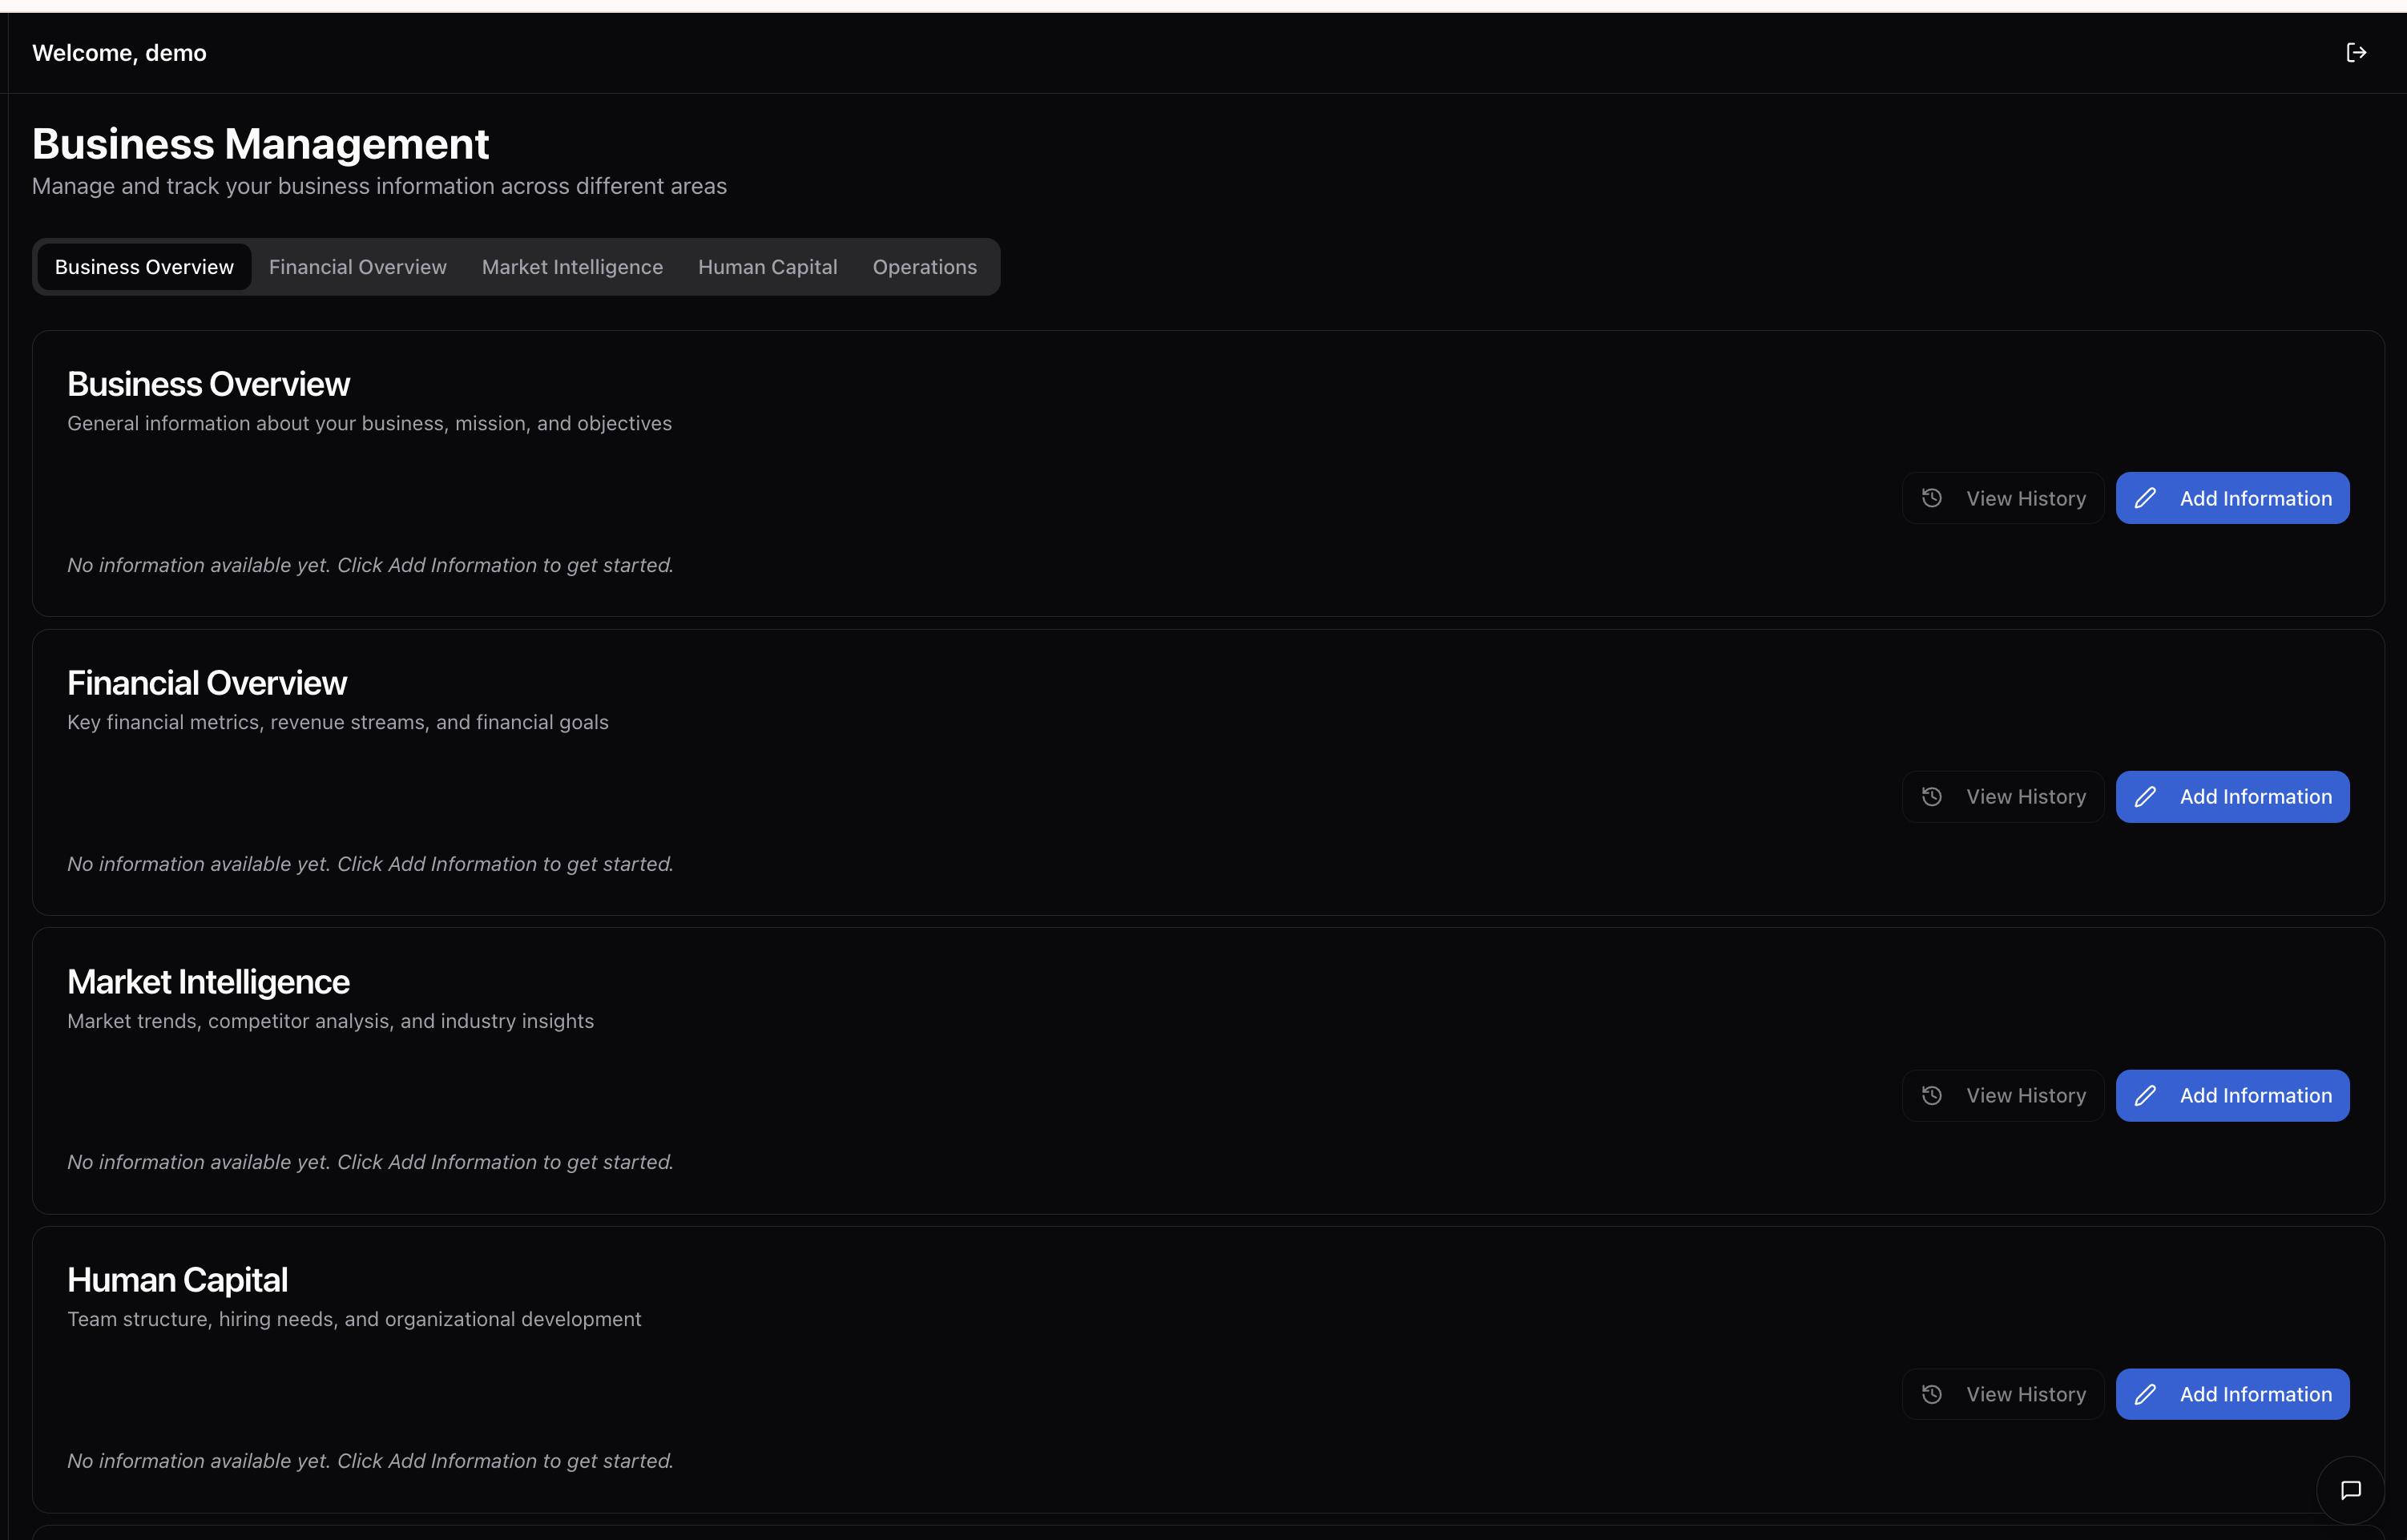 Welcome, demo
Business Management
Manage and track your business information across different areas
Business Overview Financial Overview Market Intelligence Human Capital Operations
Business Overview
General information about your business, mission, and objectives
View History Add Information
No information available yet. Click Add Information to get started.
Financial Overview
Key financial metrics, revenue streams, and financial goals
View History Add Information
No information available yet. Click Add Information to get started.
Market Intelligence
Market trends, competitor analysis, and industry insights
View History Add Information
No information available yet. Click Add Information to get started.
Human Capital
Team structure, hiring needs, and organizational development
View History Add Information
No information available yet. Click Add Information to get started.